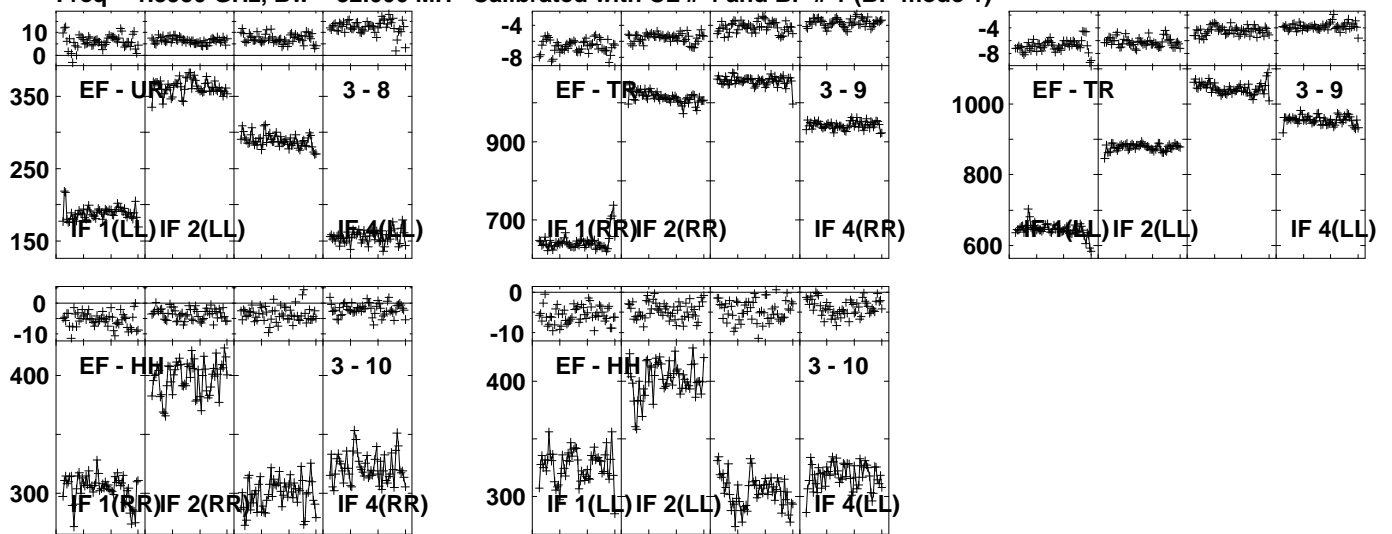 10
0
350
250
150
EF - UR
3 - 8
IF 1(LL) IF 2(LL)
IF 4(LL)
-4
-8
900
700
EF - TR
3 - 9
IF 1(RR) IF 2(RR)
IF 4(RR)
-4
-8
1000
800
600
EF - TR
3 - 9
IF 1(LL) IF 2(LL)
IF 4(LL)
0
-10
400
300
EF - HH
3 - 10
IF 1(RR) IF 2(RR)
IF 4(RR)
0
-10
400
300
EF - HH
3 - 10
IF 1(LL) IF 2(LL)
IF 4(LL)